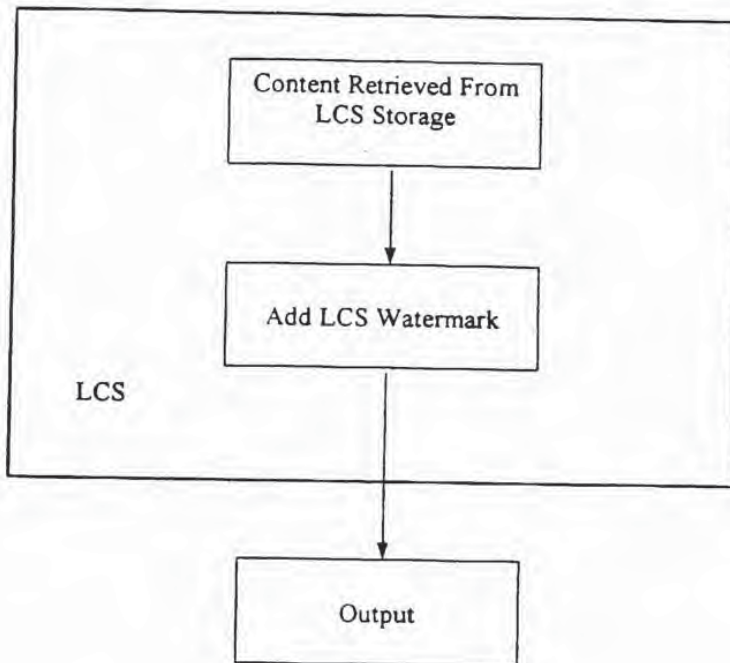 Content Retrieved From
LCS Storage
Add LCS Watermark
LCS
Output